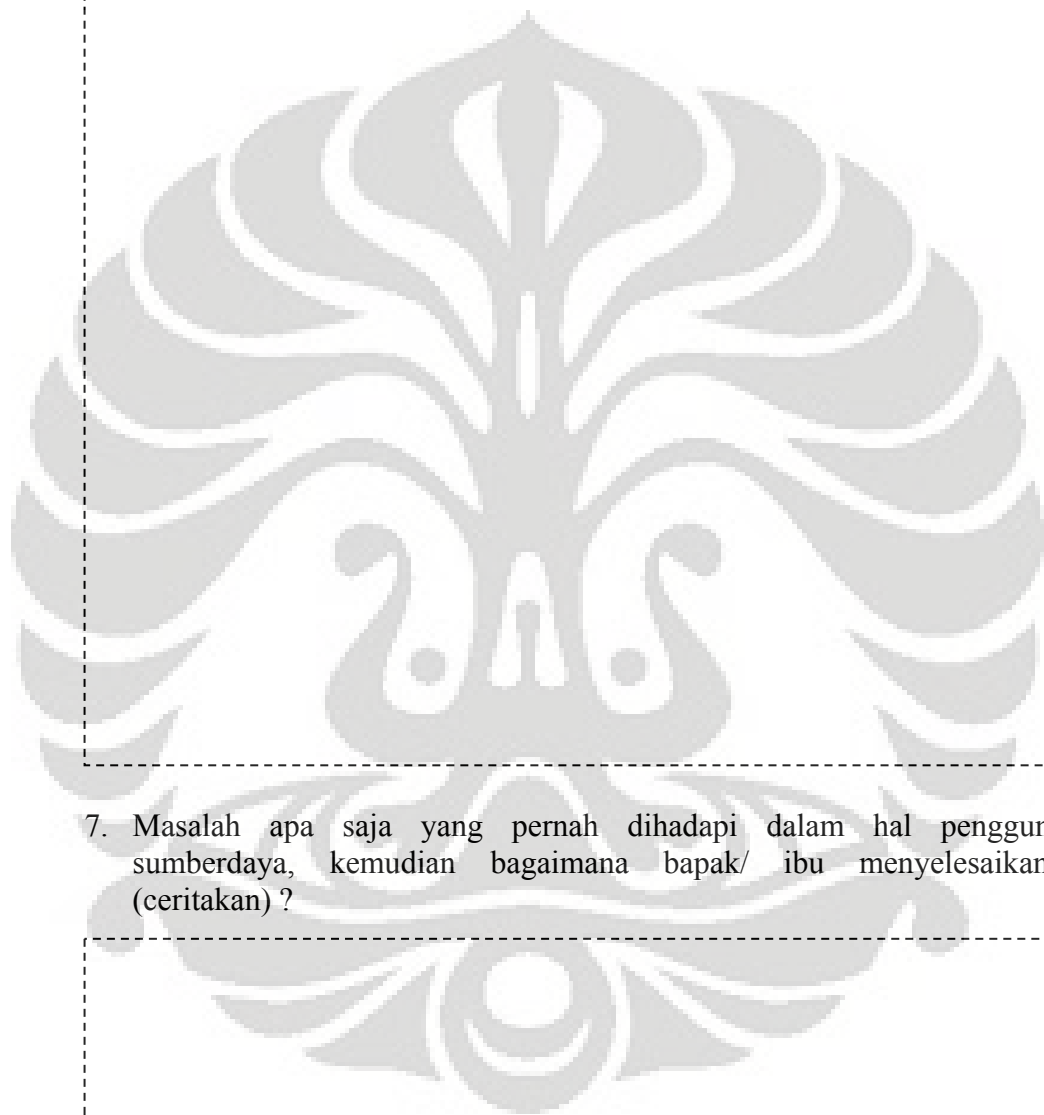 7. Masalah apa saja yang pernah dihadapi dalam hal penggun
sumberdaya, kemudian bagaimana bapak/ ibu menyelesaikan
(ceritakan) ?